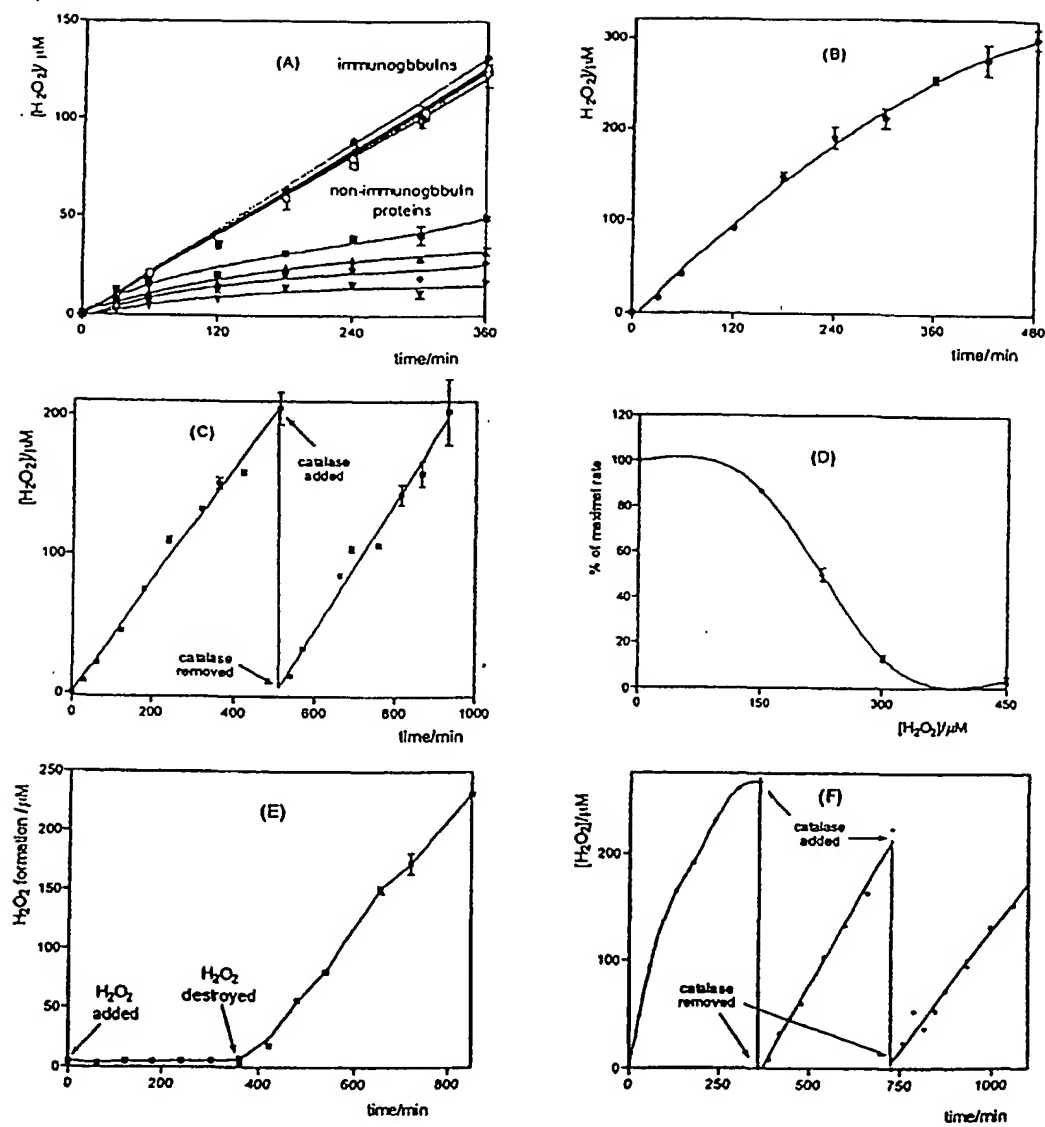 (A)
immunogbbulns
non-immunogbbuln
proteins
[H2O2]/ µM
150
100
50
0
0 120 240 360
time/min
(B)
H2O2]/µM
300
200
100
0
0 120 240 360 480
time/min
(C)
[H2O2]/µM
200
100
0
catalase
added
catalase
removed
0 200 400 600 800 1000
time/min
(D)
% of maximal rate
120
100
80
60
40
20
0
0 150 300 450
[H2O2]/µM
(E)
H2O2 formation /µM
250
200
150
100
50
0
H2O2
added
H2O2
destroyed
0 200 400 600 800
time/min
(F)
[H2O2]/µM
200
100
0
catalase
added
catalase
removed
0 250 500 750 1000
time/min